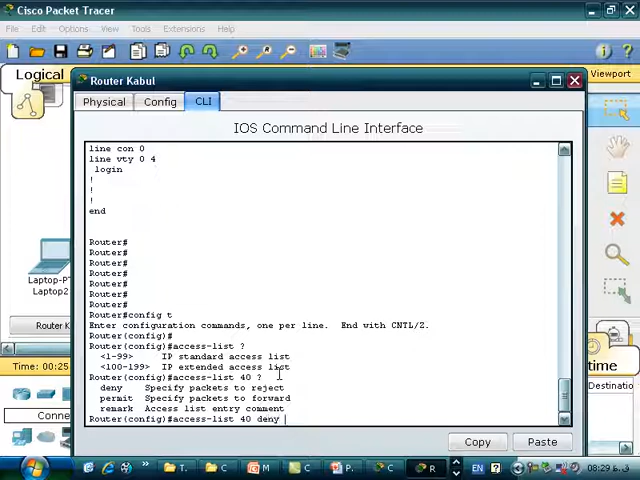 Cisco Packet Tracer
File Edit Options View Tools Extensions Help
Logical
Viewport
Router Kabul
Physical Config CLI
IOS Command Line Interface
line con 0
line vty 0 4
login
!
!
!
end
Router#
Router#
Router#
Router#
Router#
Router#
Router#
Router#config t
Enter configuration commands, one per line. End with CNTL/Z.
Router(config)#
Router(config)#access-list ?
<1-99> IP standard access list
<100-199> IP extended access list
Router(config)#access-list 40 ?
deny Specify packets to reject
permit Specify packets to forward
remark Access list entry comment
Router(config)#access-list 40 deny
Copy Paste
Laptop-PT
Laptop2
Router K
Time: 00:25
Conne
Destinatio
T.
C
P.
C
R
EN
08:29